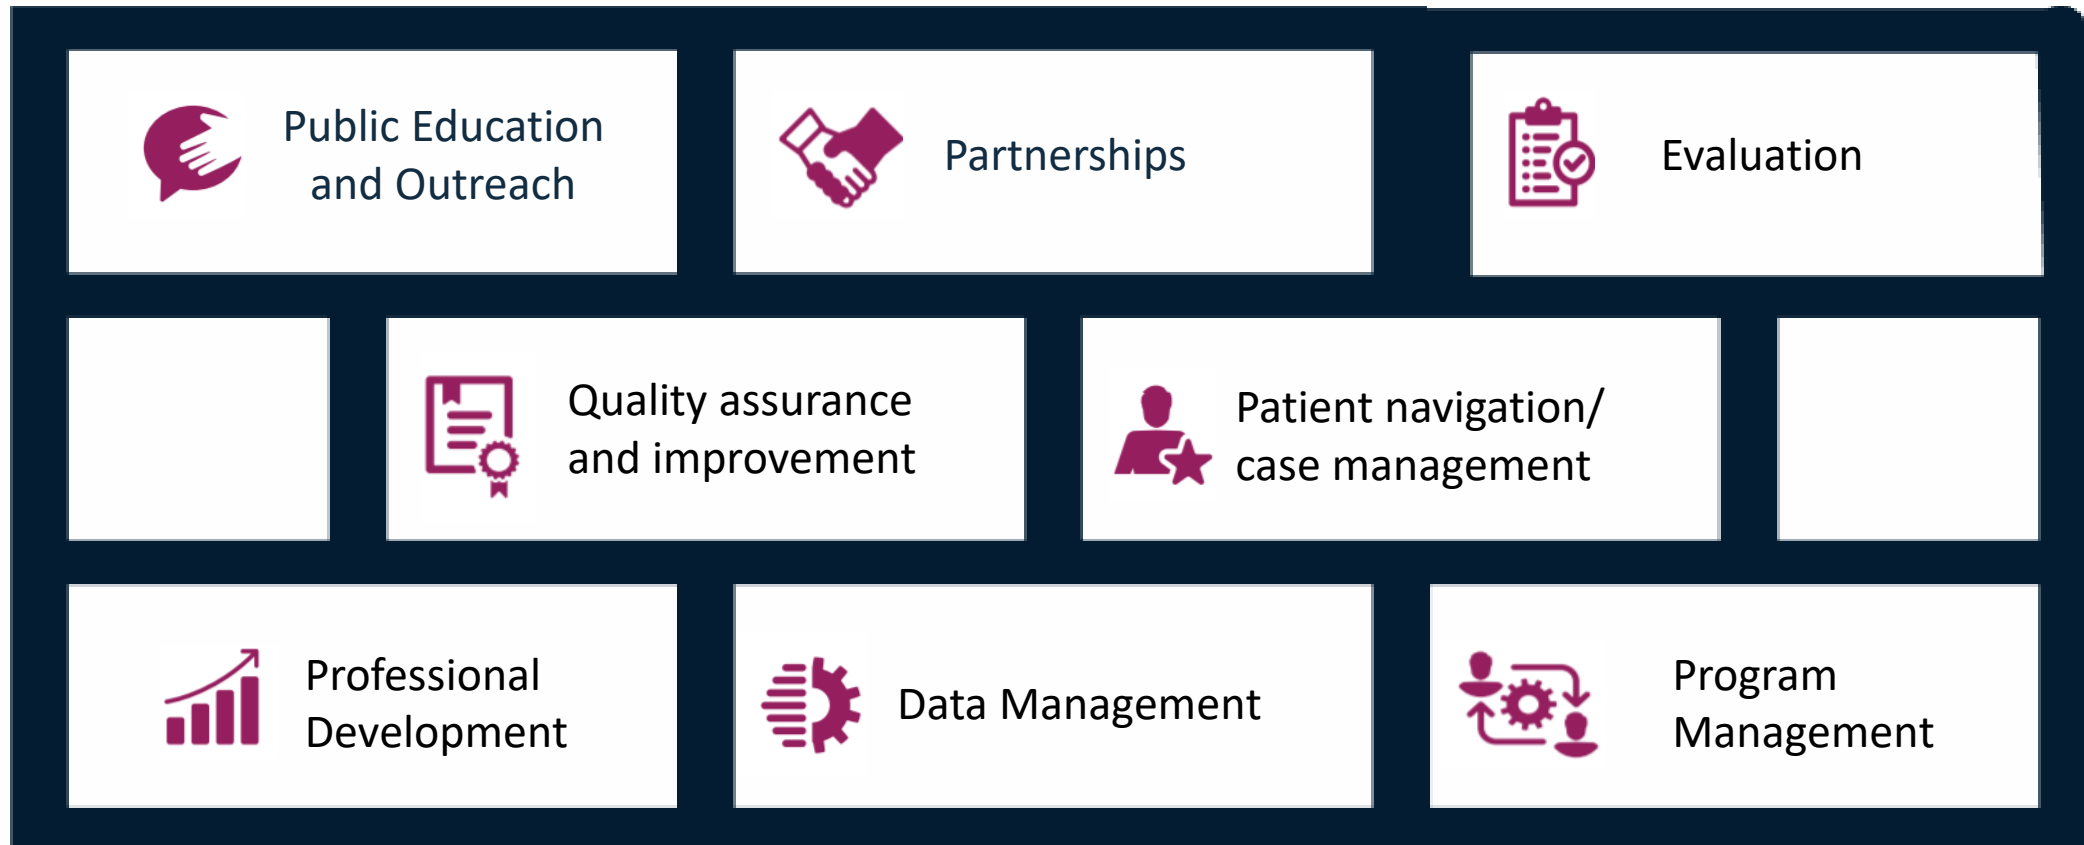 Public Education
and Outreach
Partnerships
Evaluation
Quality assurance
and improvement
Patient navigation/
case management
Professional
Development
Data Management
Program
Management